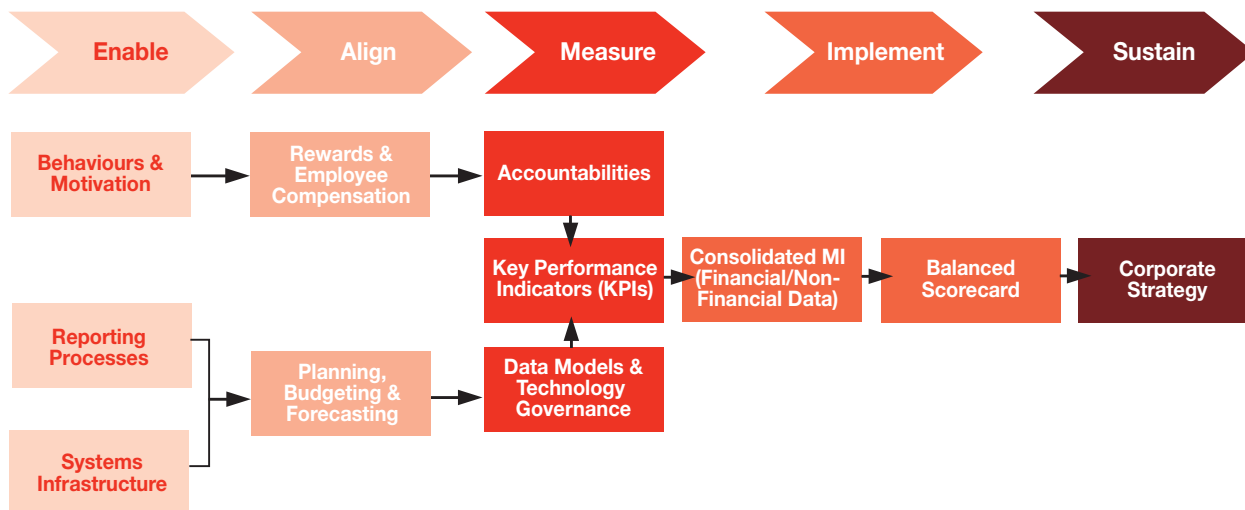 Enable
Align
Measure
Implement
Sustain
Behaviours &
Motivation
Rewards &
Employee
Compensation
Accountabilities
Key Performance
Indicators (KPIs)
Consolidated MI
(Financial/Non-
Financial Data)
Balanced
Scorecard
Corporate
Strategy
Reporting
Processes
Planning,
Budgeting &
Forecasting
Data Models &
Technology
Governance
Systems
Infrastructure